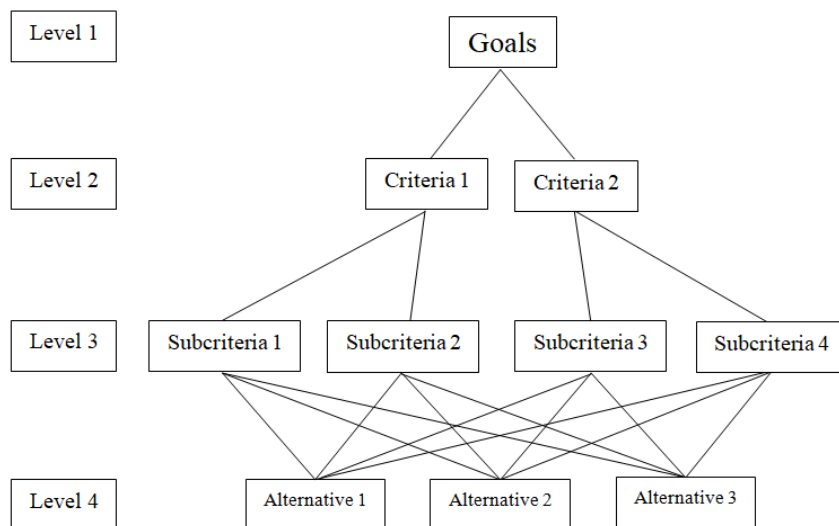 Level 1
Goals
Level 2
Criteria 1
Criteria 2
Level 3
Subcriteria 1
Subcriteria 2
Subcriteria 3
Subcriteria 4
Level 4
Alternative 1
Alternative 2
Alternative 3